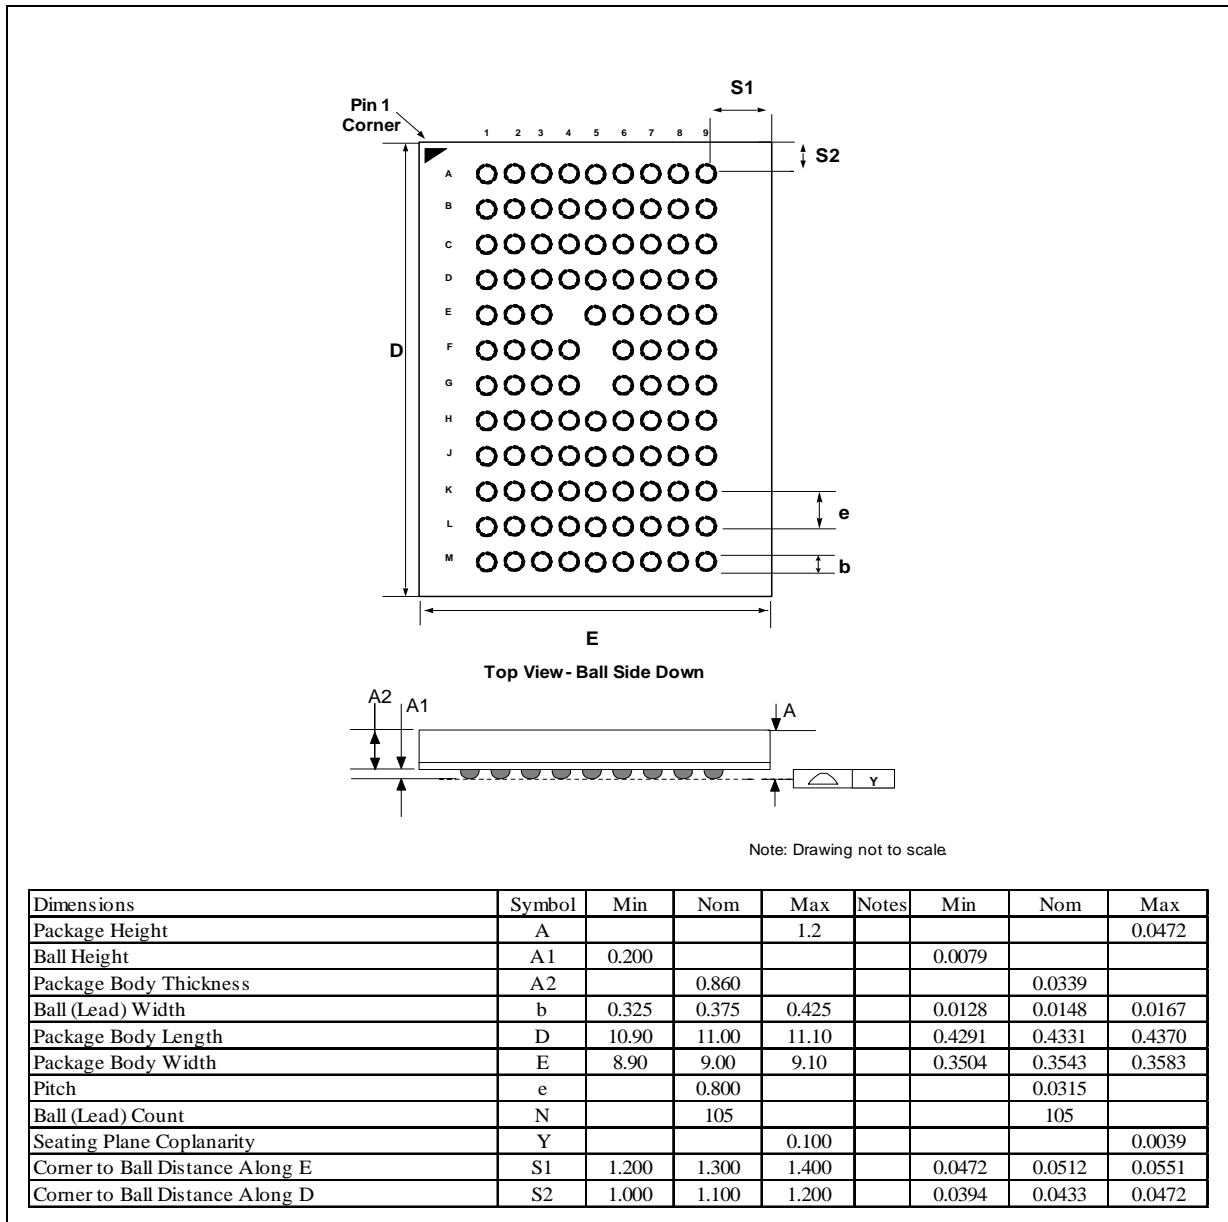 S1
Pin 1
Corner
1 2 3 4 5 6 7 8 9
S2
A
B
C
D
E
D
F
G
H
J
K
e
L
M
b
E
Top View - Ball Side Down
A2
A1
A
Y
Note: Drawing not to scale.
Dimensions Symbol Min Nom Max Notes Min Nom Max
Package Height A 1.2 0.0472
Ball Height A1 0.200 0.0079
Package Body Thickness A2 0.860 0.0339
Ball (Lead) Width b 0.325 0.375 0.425 0.0128 0.0148 0.0167
Package Body Length D 10.90 11.00 11.10 0.4291 0.4331 0.4370
Package Body Width E 8.90 9.00 9.10 0.3504 0.3543 0.3583
Pitch e 0.800 0.0315
Ball (Lead) Count N 105 105
Seating Plane Coplanarity Y 0.100 0.0039
Corner to Ball Distance Along E S1 1.200 1.300 1.400 0.0472 0.0512 0.0551
Corner to Ball Distance Along D S2 1.000 1.100 1.200 0.0394 0.0433 0.0472